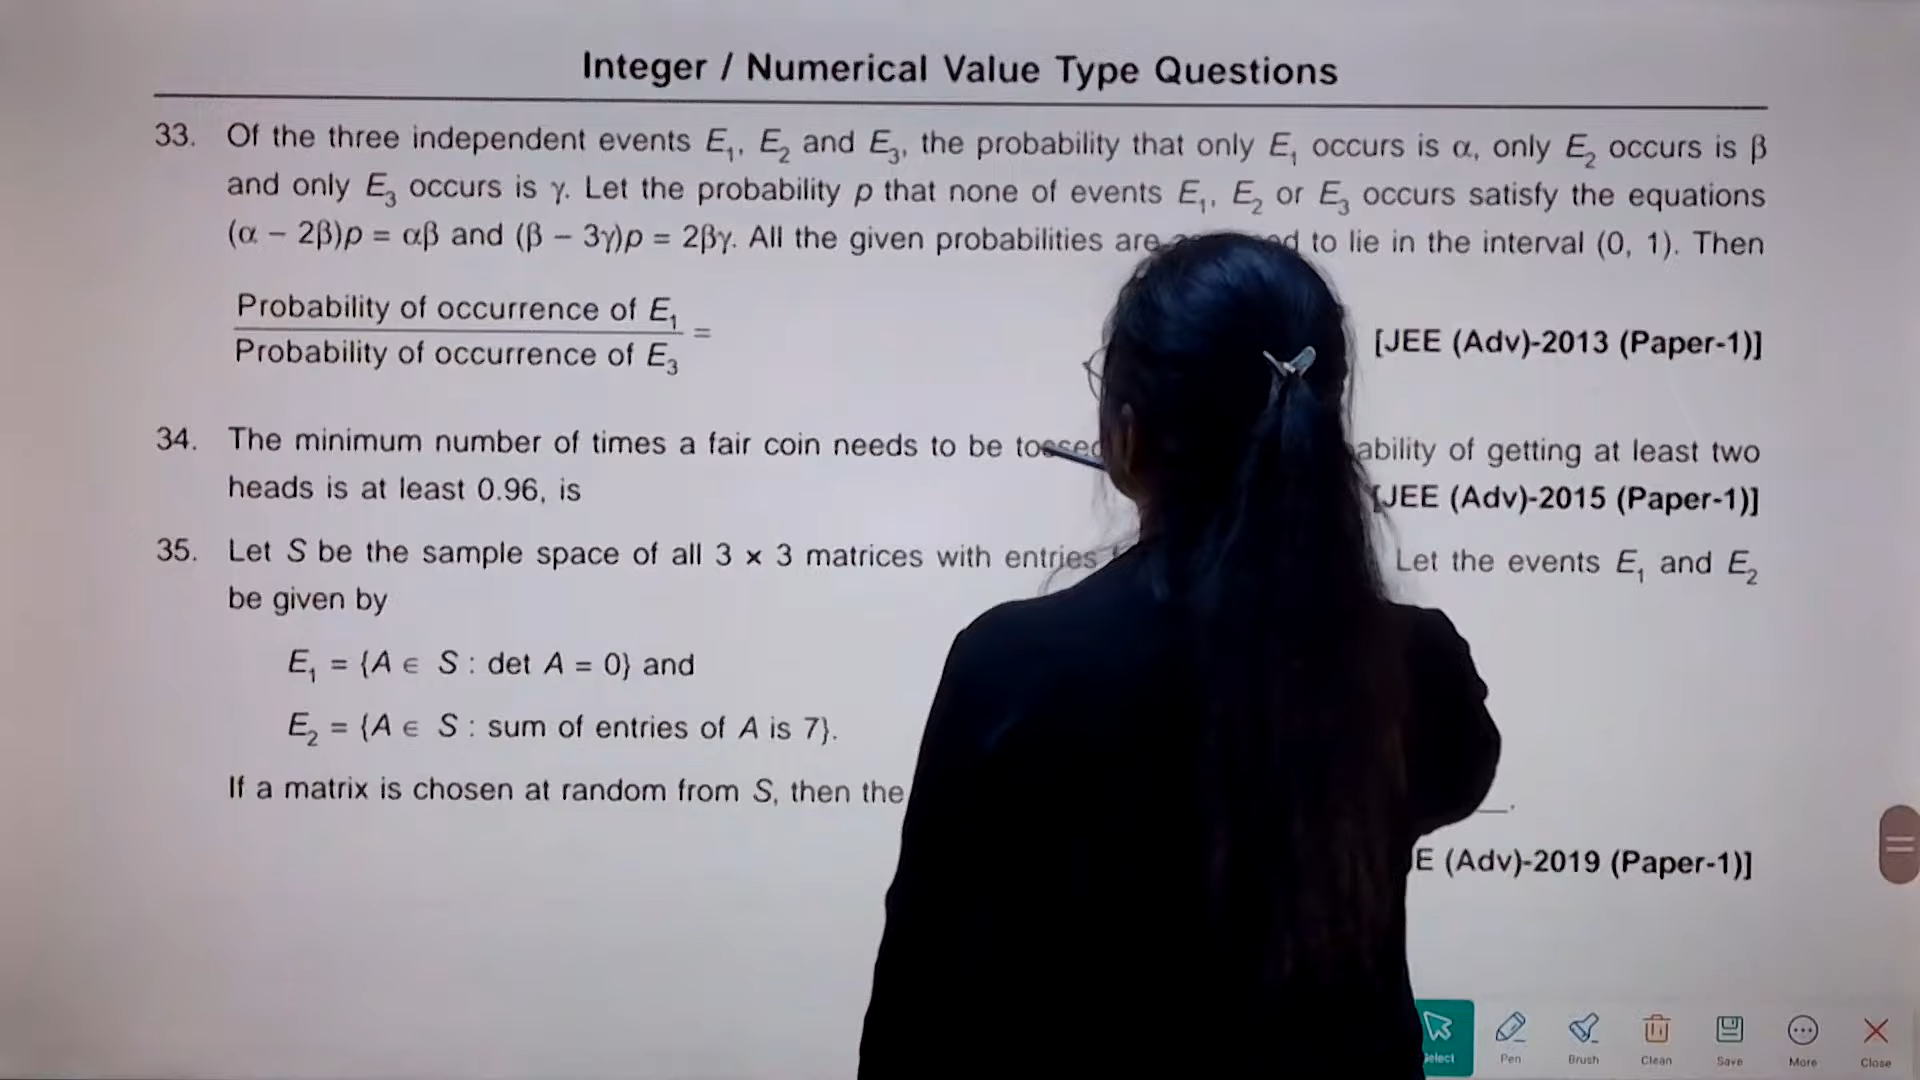 Integer / Numerical Value Type Questions
33. Of the three independent events E₁, E₂ and E₃, the probability that only E₁ occurs is α, only E₂ occurs is β
and only E₃ occurs is γ. Let the probability p that none of events E₁, E₂ or E₃ occurs satisfy the equations
(α – 2β)p = αβ and (β – 3γ)p = 2βγ. All the given probabilities are to lie in the interval (0, 1). Then
Probability of occurrence of E₁ =
Probability of occurrence of E₃
[JEE (Adv)-2013 (Paper-1)]
34. The minimum number of times a fair coin needs to be tossed ability of getting at least two
heads is at least 0.96, is
[JEE (Adv)-2015 (Paper-1)]
35. Let S be the sample space of all 3 × 3 matrices with entries Let the events E₁ and E₂
be given by
E₁ = {A ∈ S : det A = 0} and
E₂ = {A ∈ S : sum of entries of A is 7}.
If a matrix is chosen at random from S, then the __.
E (Adv)-2019 (Paper-1)]
Select Pen Brush Clean Save More Close